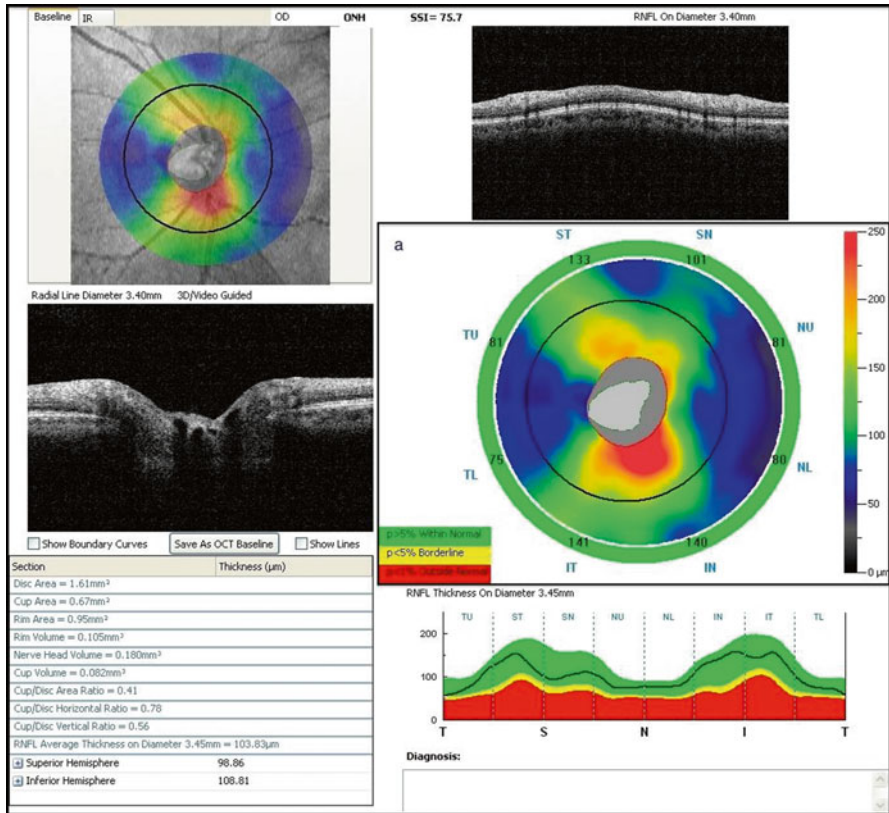 Baseline IR OD ONH
SSI= 75.7 RNFL On Diameter 3.40mm
Radial Line Diameter 3.40mm 3D/Video Guided
Show Boundary Curves Save As OCT Baseline Show Lines
Section Thickness (µm)
Disc Area = 1.61mm²
Cup Area = 0.67mm²
Rim Area = 0.95mm²
Rim Volume = 0.105mm³
Nerve Head Volume = 0.180mm³
Cup Volume = 0.082mm³
Cup/Disc Area Ratio = 0.41
Cup/Disc Horizontal Ratio = 0.78
Cup/Disc Vertical Ratio = 0.56
RNFL Average Thickness on Diameter 3.45mm = 103.83µm
Superior Hemisphere 98.86
Inferior Hemisphere 108.81
a
ST SN
133 101
TU NU
81 81
TL NL
75 80
141 140
IT IN
250
200
150
100
50
0 µm
p>5% Within Normal
p<5% Borderline
p<1% Outside Normal
RNFL Thickness On Diameter 3.45mm
TU ST SN NU NL IN IT TL
200
100
0
T S N I T
Diagnosis: